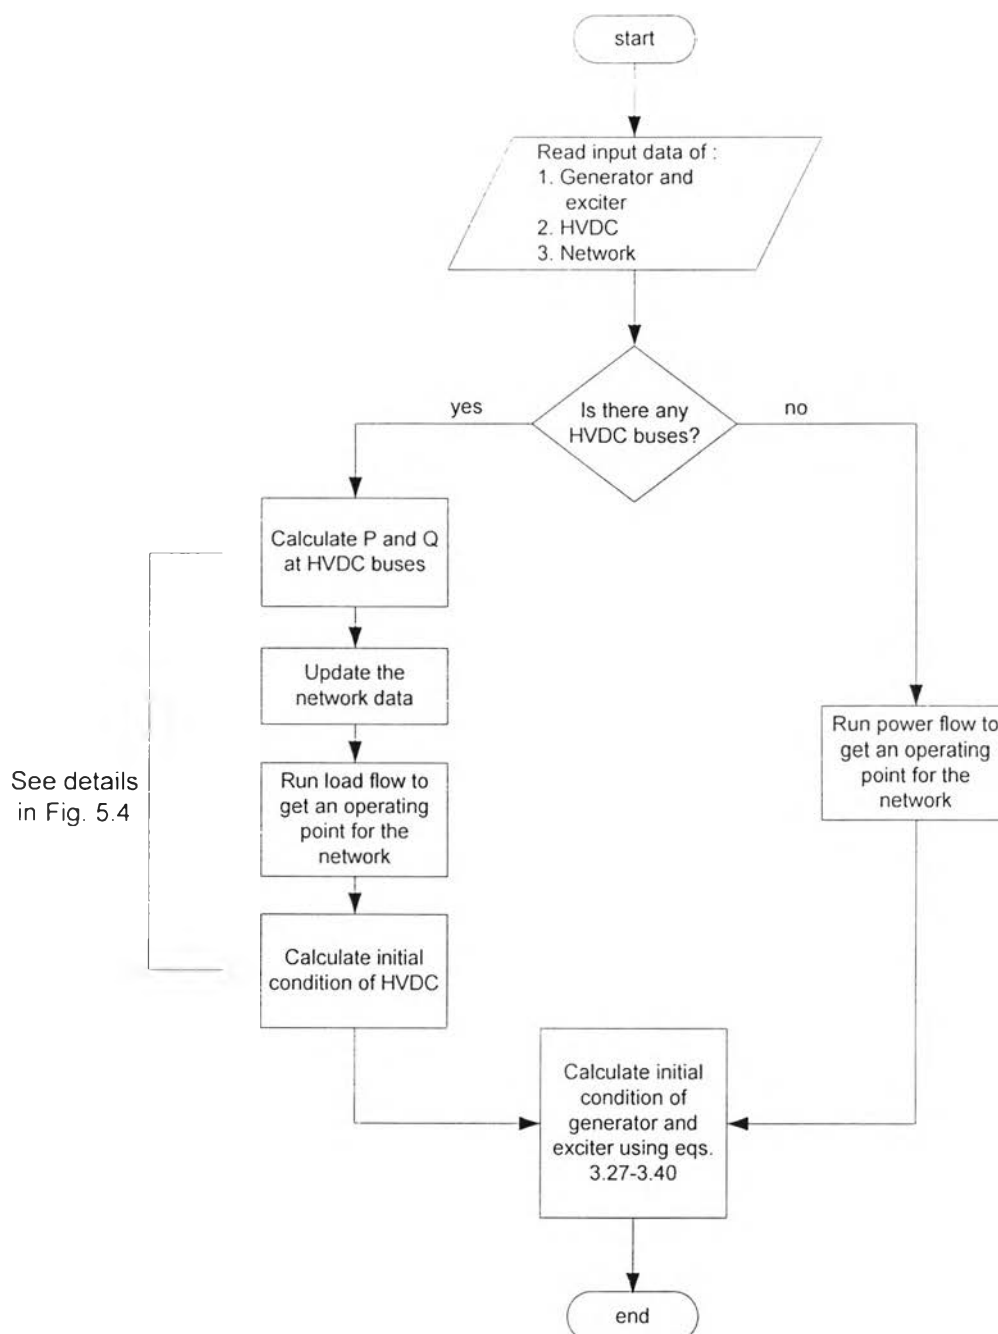 start
Read input data of :
1. Generator and
exciter
2. HVDC
3. Network
Is there any
HVDC buses?
yes
no
Calculate P and Q
at HVDC buses
Update the
network data
Run load flow to
get an operating
point for the
network
Calculate initial
condition of HVDC
See details
in Fig. 5.4
Run power flow to
get an operating
point for the
network
Calculate initial
condition of
generator and
exciter using eqs.
3.27-3.40
end